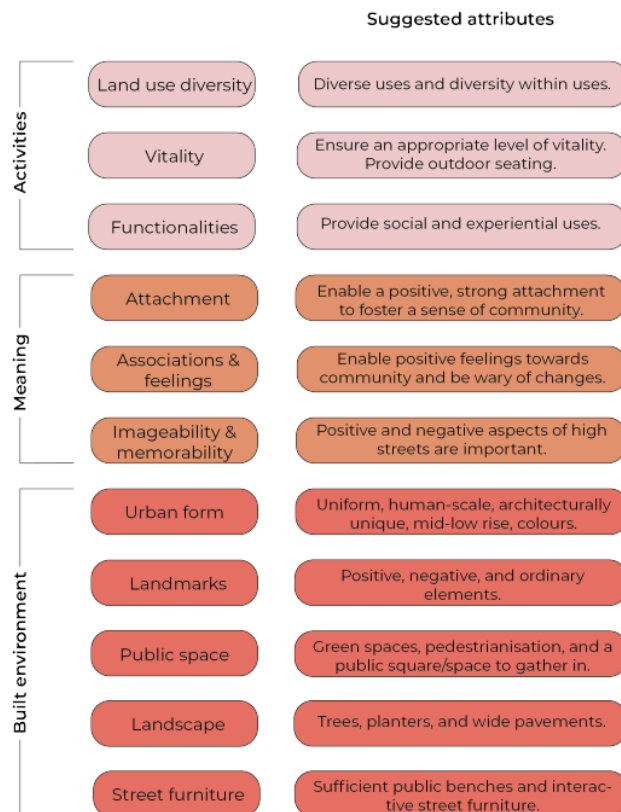 Suggested attributes
Activities
Land use diversity
Diverse uses and diversity within uses.
Vitality
Ensure an appropriate level of vitality.
Provide outdoor seating.
Functionalities
Provide social and experiential uses.
Meaning
Attachment
Enable a positive, strong attachment
to foster a sense of community.
Associations &
feelings
Enable positive feelings towards
community and be wary of changes.
Imageability &
memorability
Positive and negative aspects of high
streets are important.
Built environment
Urban form
Uniform, human-scale, architecturally
unique, mid-low rise, colours.
Landmarks
Positive, negative, and ordinary
elements.
Public space
Green spaces, pedestrianisation, and a
public square/space to gather in.
Landscape
Trees, planters, and wide pavements.
Street furniture
Sufficient public benches and interac-
tive street furniture.